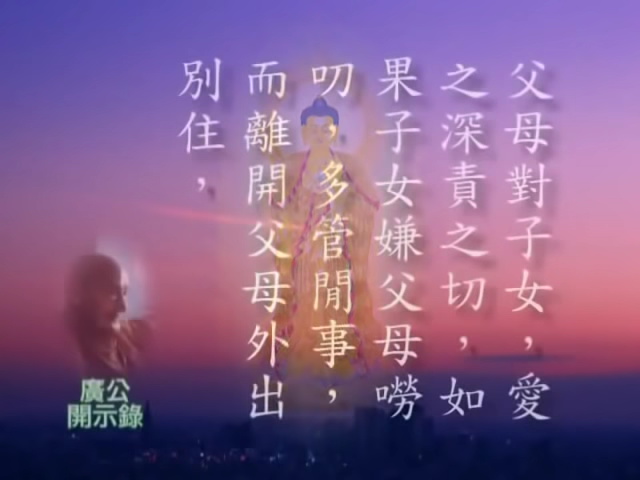 父母對子女，愛
之深責之切，如
果子女嫌父母嘮
叨，多管閒事，
而離開父母外出
別住，
廣公
開示錄